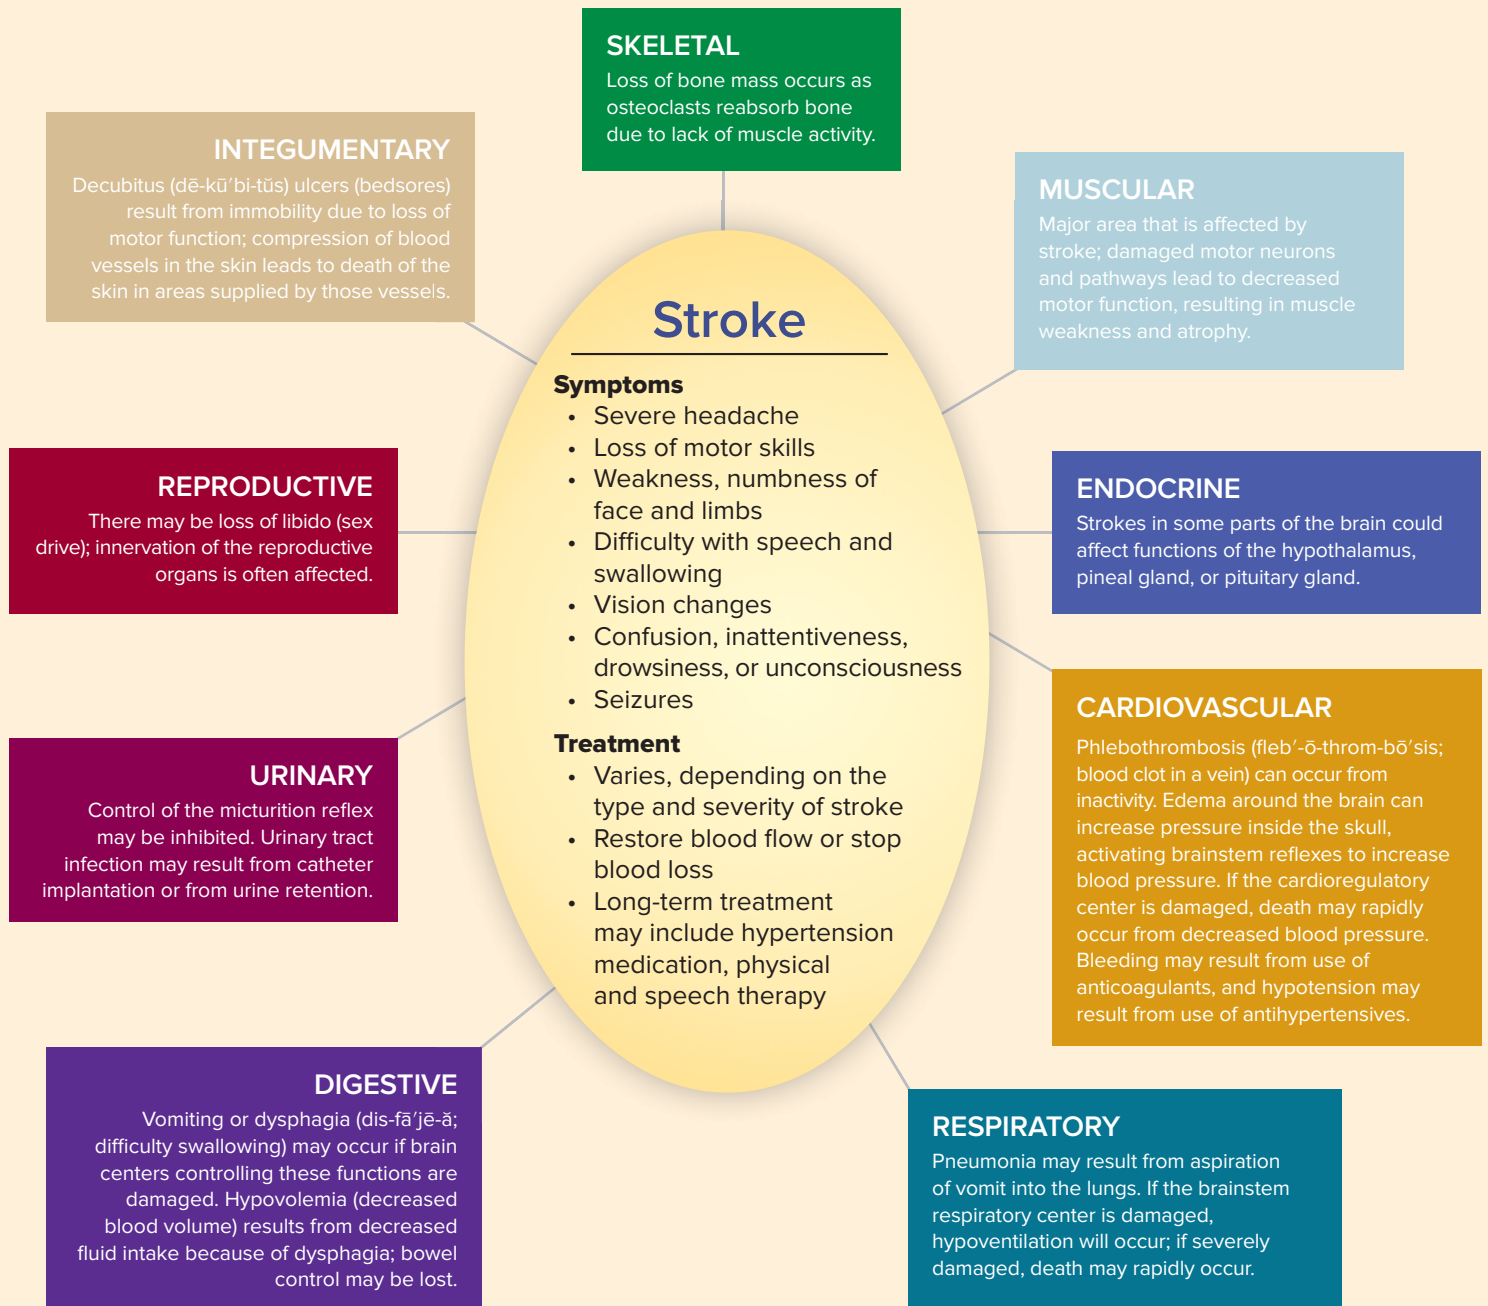 SKELETAL
Loss of bone mass occurs as
osteoclasts reabsorb bone
due to lack of muscle activity.
INTEGUMENTARY
Decubitus (dē-kū′bi-tŭs) ulcers (bedsores)
result from immobility due to loss of
motor function; compression of blood
vessels in the skin leads to death of the
skin in areas supplied by those vessels.
MUSCULAR
Major area that is affected by
stroke; damaged motor neurons
and pathways lead to decreased
motor function, resulting in muscle
weakness and atrophy.
Stroke
Symptoms
• Severe headache
• Loss of motor skills
• Weakness, numbness of
face and limbs
• Difficulty with speech and
swallowing
• Vision changes
• Confusion, inattentiveness,
drowsiness, or unconsciousness
• Seizures
Treatment
• Varies, depending on the
type and severity of stroke
• Restore blood flow or stop
blood loss
• Long-term treatment
may include hypertension
medication, physical
and speech therapy
REPRODUCTIVE
There may be loss of libido (sex
drive); innervation of the reproductive
organs is often affected.
ENDOCRINE
Strokes in some parts of the brain could
affect functions of the hypothalamus,
pineal gland, or pituitary gland.
URINARY
Control of the micturition reflex
may be inhibited. Urinary tract
infection may result from catheter
implantation or from urine retention.
CARDIOVASCULAR
Phlebothrombosis (fleb′-ō-throm-bō′sis;
blood clot in a vein) can occur from
inactivity. Edema around the brain can
increase pressure inside the skull,
activating brainstem reflexes to increase
blood pressure. If the cardioregulatory
center is damaged, death may rapidly
occur from decreased blood pressure.
Bleeding may result from use of
anticoagulants, and hypotension may
result from use of antihypertensives.
DIGESTIVE
Vomiting or dysphagia (dis-fā′jē-ă;
difficulty swallowing) may occur if brain
centers controlling these functions are
damaged. Hypovolemia (decreased
blood volume) results from decreased
fluid intake because of dysphagia; bowel
control may be lost.
RESPIRATORY
Pneumonia may result from aspiration
of vomit into the lungs. If the brainstem
respiratory center is damaged,
hypoventilation will occur; if severely
damaged, death may rapidly occur.